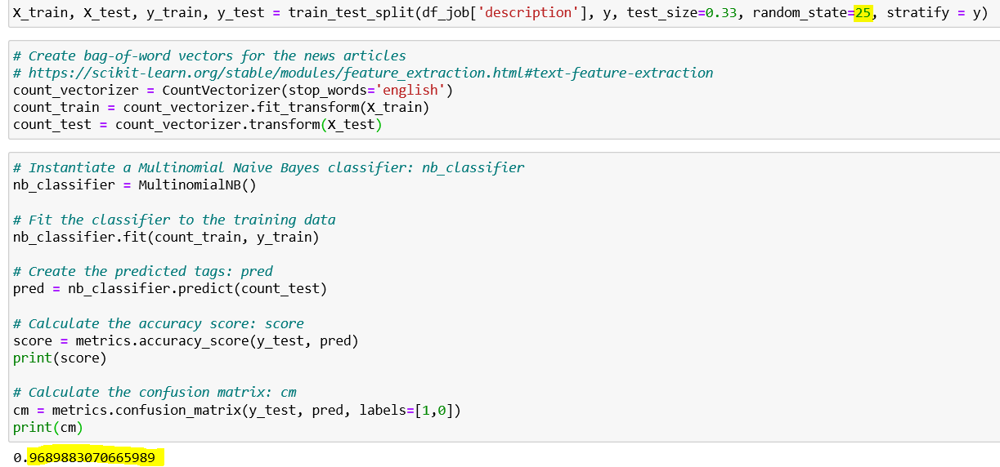 X_train, X_test, y_train, y_test = train_test_split(df_job['description'], y, test_size=0.33, random_state=25, stratify = y)
# Create bag-of-word vectors for the news articles
# https://scikit-learn.org/stable/modules/feature_extraction.html#text-feature-extraction
count_vectorizer = CountVectorizer(stop_words='english')
count_train = count_vectorizer.fit_transform(X_train)
count_test = count_vectorizer.transform(X_test)
# Instantiate a Multinomial Naive Bayes classifier: nb_classifier
nb_classifier = MultinomialNB()
# Fit the classifier to the training data
nb_classifier.fit(count_train, y_train)
# Create the predicted tags: pred
pred = nb_classifier.predict(count_test)
# Calculate the accuracy score: score
score = metrics.accuracy_score(y_test, pred)
print(score)
# Calculate the confusion matrix: cm
cm = metrics.confusion_matrix(y_test, pred, labels=[1,0])
print(cm)
0.9689883070665989